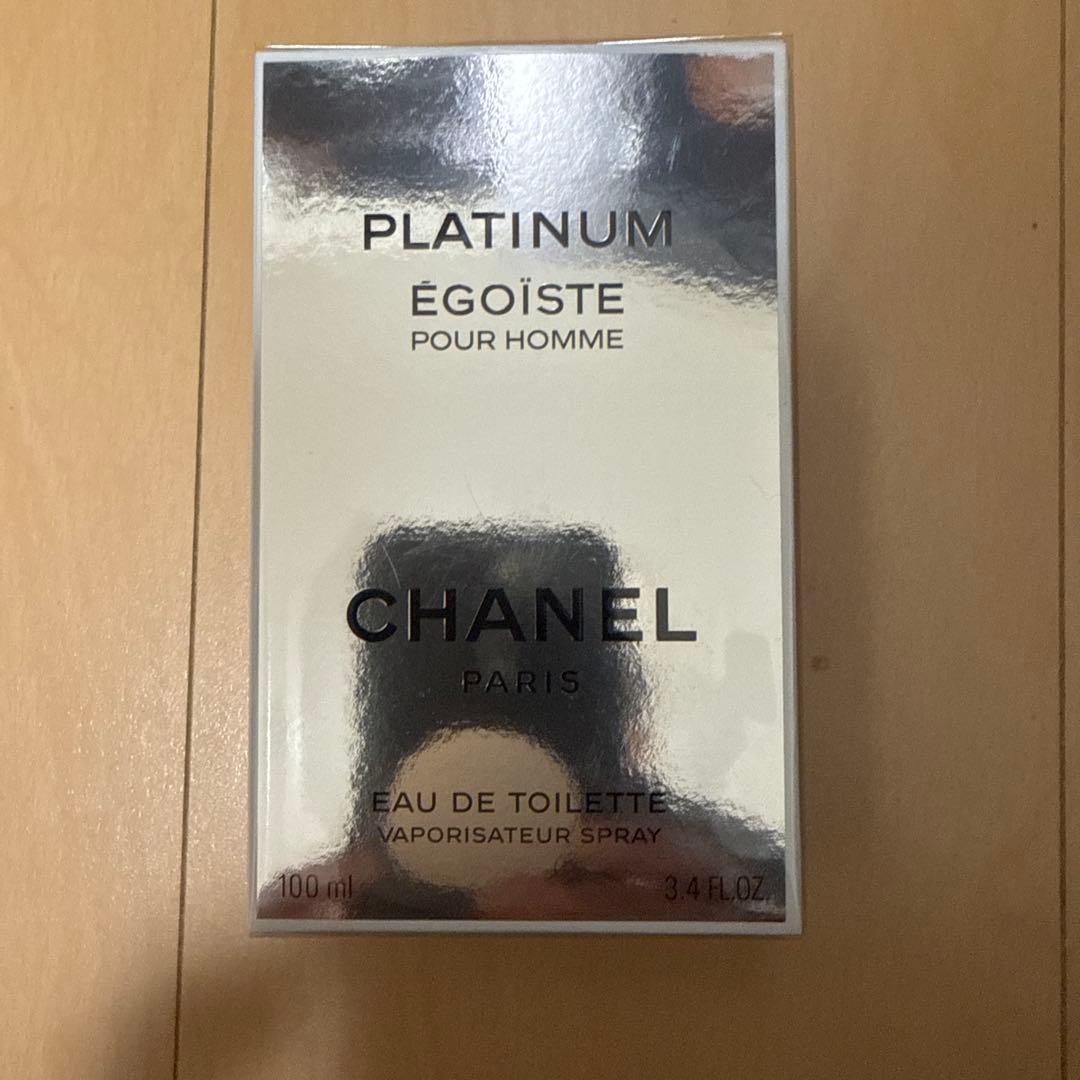 PLATINUM
ÉGOÏSTE
POUR HOMME
CHANEL
PARIS
EAU DE TOILETTE
VAPORISATEUR SPRAY
100 ml 3.4 FL.OZ.